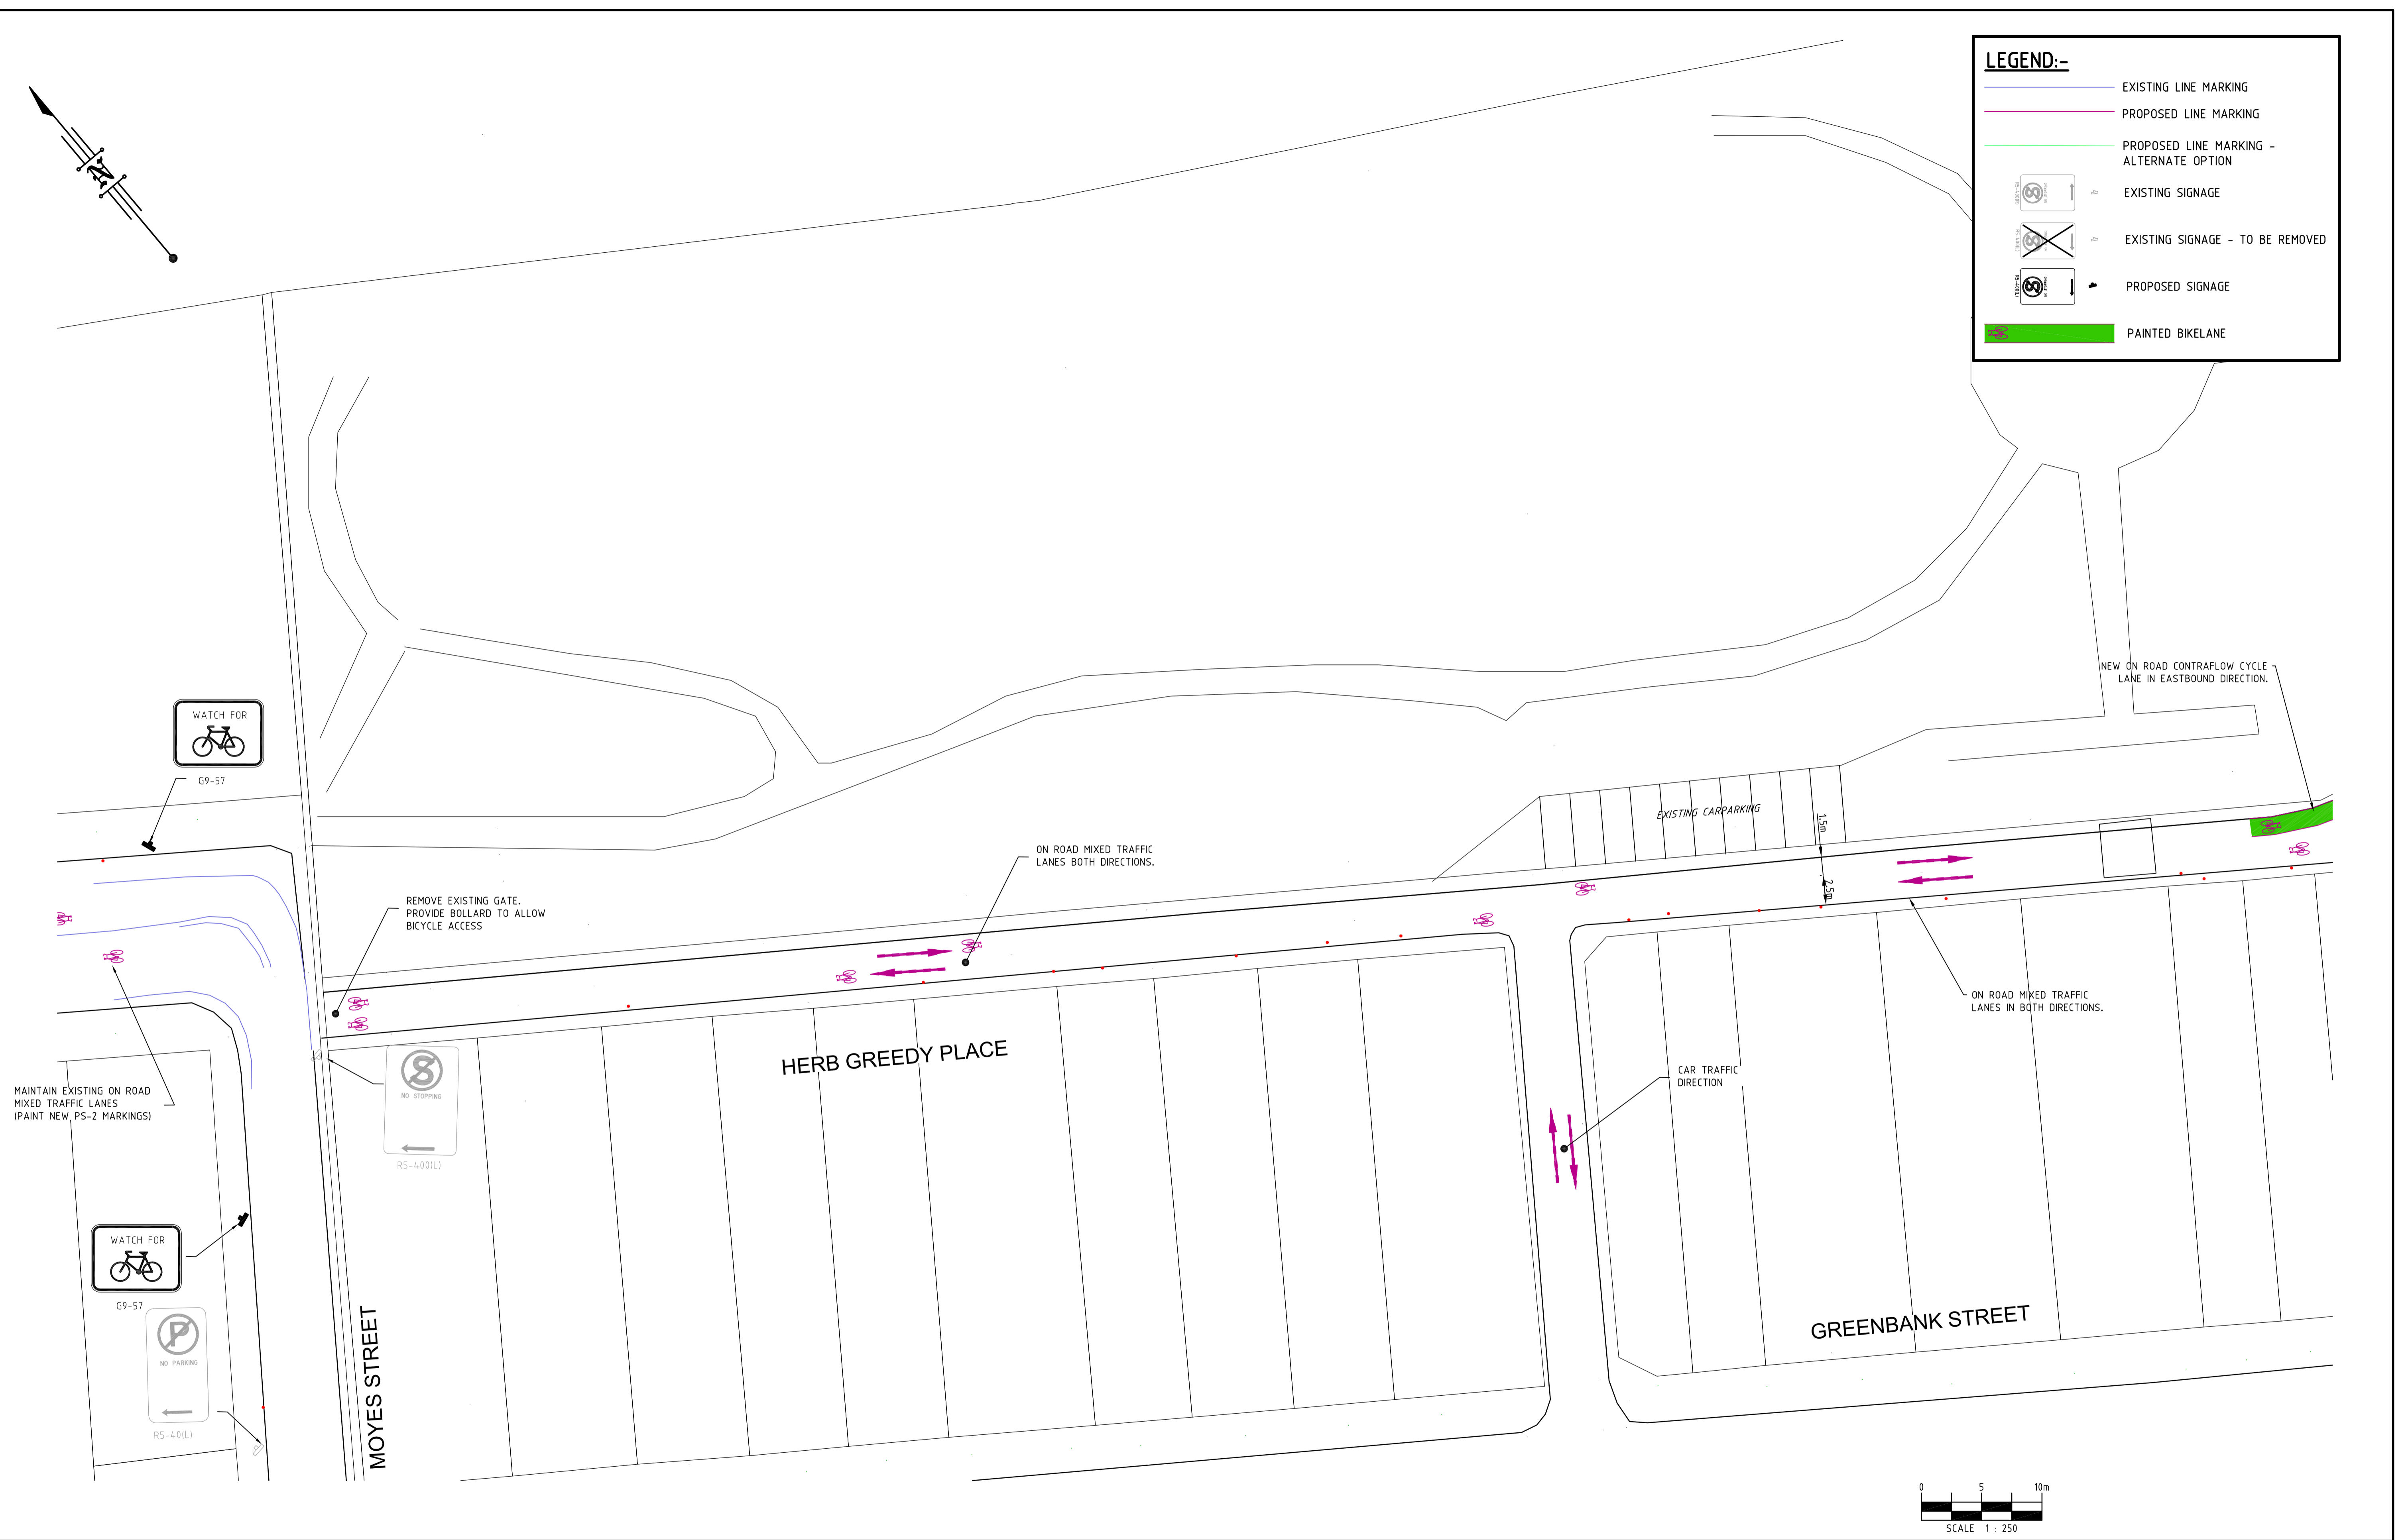 LEGEND:-
EXISTING LINE MARKING
PROPOSED LINE MARKING
PROPOSED LINE MARKING -
ALTERNATE OPTION
EXISTING SIGNAGE
EXISTING SIGNAGE - TO BE REMOVED
PROPOSED SIGNAGE
PAINTED BIKELANE
N
NEW ON ROAD CONTRAFLOW CYCLE
LANE IN EASTBOUND DIRECTION.
WATCH FOR
G9-57
EXISTING CARPARKING
1.5m
2.5m
ON ROAD MIXED TRAFFIC
LANES BOTH DIRECTIONS.
REMOVE EXISTING GATE.
PROVIDE BOLLARD TO ALLOW
BICYCLE ACCESS
ON ROAD MIXED TRAFFIC
LANES IN BOTH DIRECTIONS.
HERB GREEDY PLACE
S
NO STOPPING
R5-400(L)
CAR TRAFFIC
DIRECTION
MAINTAIN EXISTING ON ROAD
MIXED TRAFFIC LANES
(PAINT NEW PS-2 MARKINGS)
WATCH FOR
G9-57
P
NO PARKING
R5-40(L)
MOYES STREET
GREENBANK STREET
0 5 10m
SCALE 1 : 250